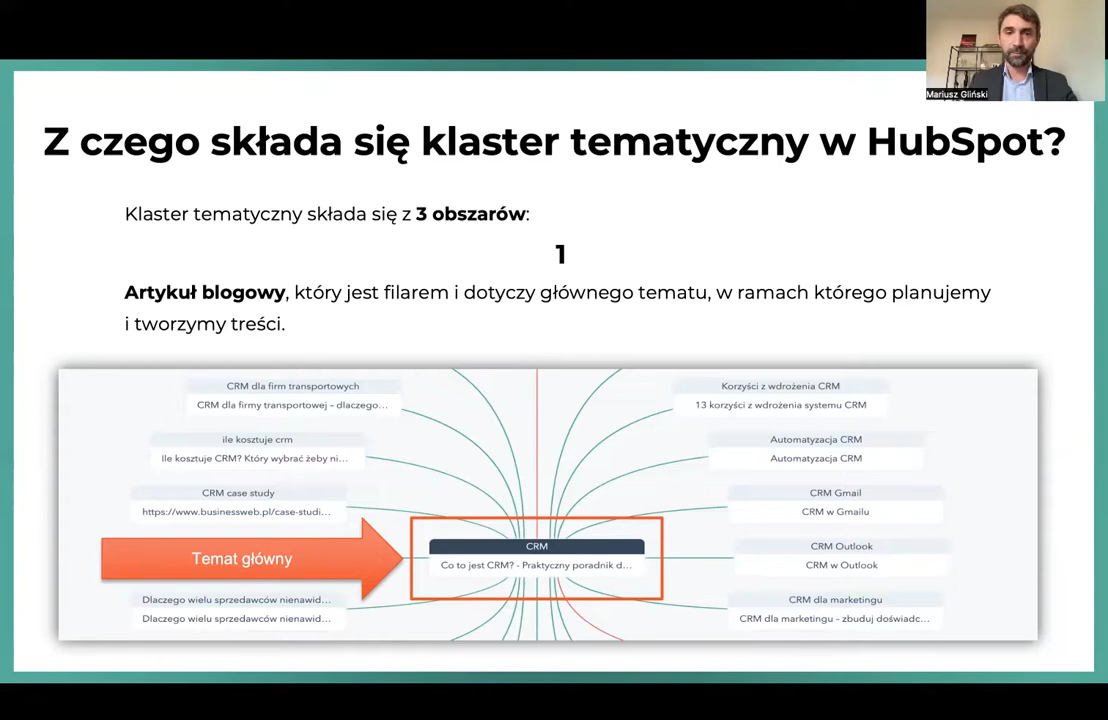 Mariusz Gliński
Z czego składa się klaster tematyczny w HubSpot?
Klaster tematyczny składa się z 3 obszarów:
1
Artykuł blogowy, który jest filarem i dotyczy głównego tematu, w ramach którego planujemy
i tworzymy treści.
CRM dla firm transportowych
CRM dla firmy transportowej – dlaczego...
ile kosztuje crm
Ile kosztuje CRM? Który wybrać żeby ni...
CRM case study
https://www.businessweb.pl/case-studi...
Temat główny
Dlaczego wielu sprzedawców nienawid...
Dlaczego wielu sprzedawców nienawid...
CRM
Co to jest CRM? - Praktyczny poradnik d...
Korzyści z wdrożenia CRM
13 korzyści z wdrożenia systemu CRM
Automatyzacja CRM
Automatyzacja CRM
CRM Gmail
CRM w Gmailu
CRM Outlook
CRM w Outlook
CRM dla marketingu
CRM dla marketingu – zbuduj doświadc...